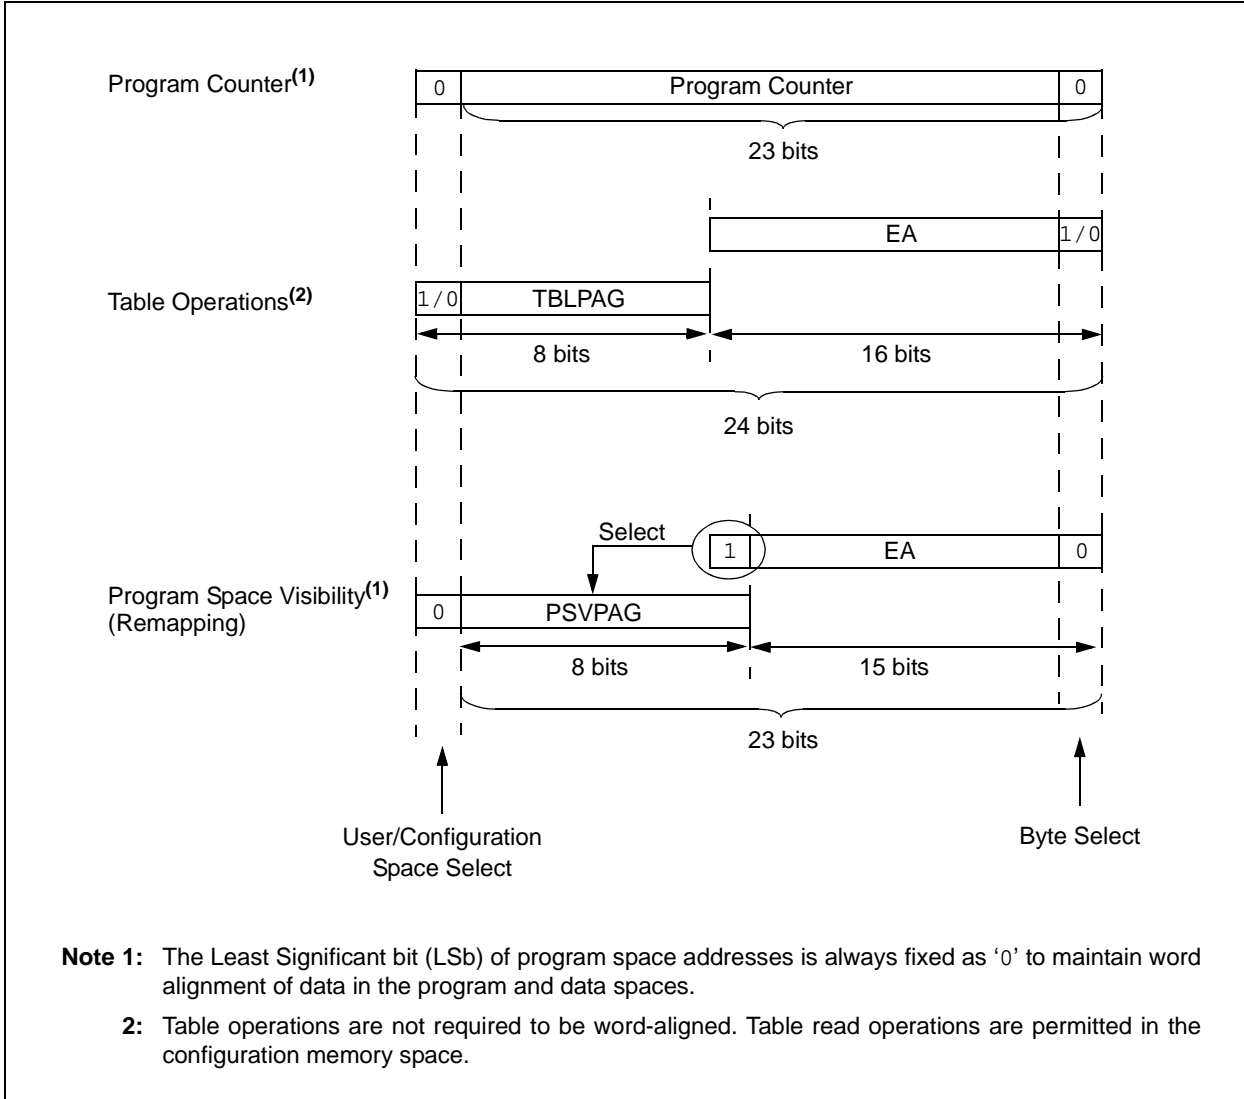 Program Counter(1)
0 Program Counter 0
23 bits
EA 1/0
Table Operations(2)
1/0 TBLPAG
8 bits 16 bits
24 bits
Select
1 EA 0
Program Space Visibility(1)
(Remapping)
0 PSVPAG
8 bits 15 bits
23 bits
User/Configuration
Space Select
Byte Select
Note 1: The Least Significant bit (LSb) of program space addresses is always fixed as ‘0’ to maintain word
alignment of data in the program and data spaces.
2: Table operations are not required to be word-aligned. Table read operations are permitted in the
configuration memory space.